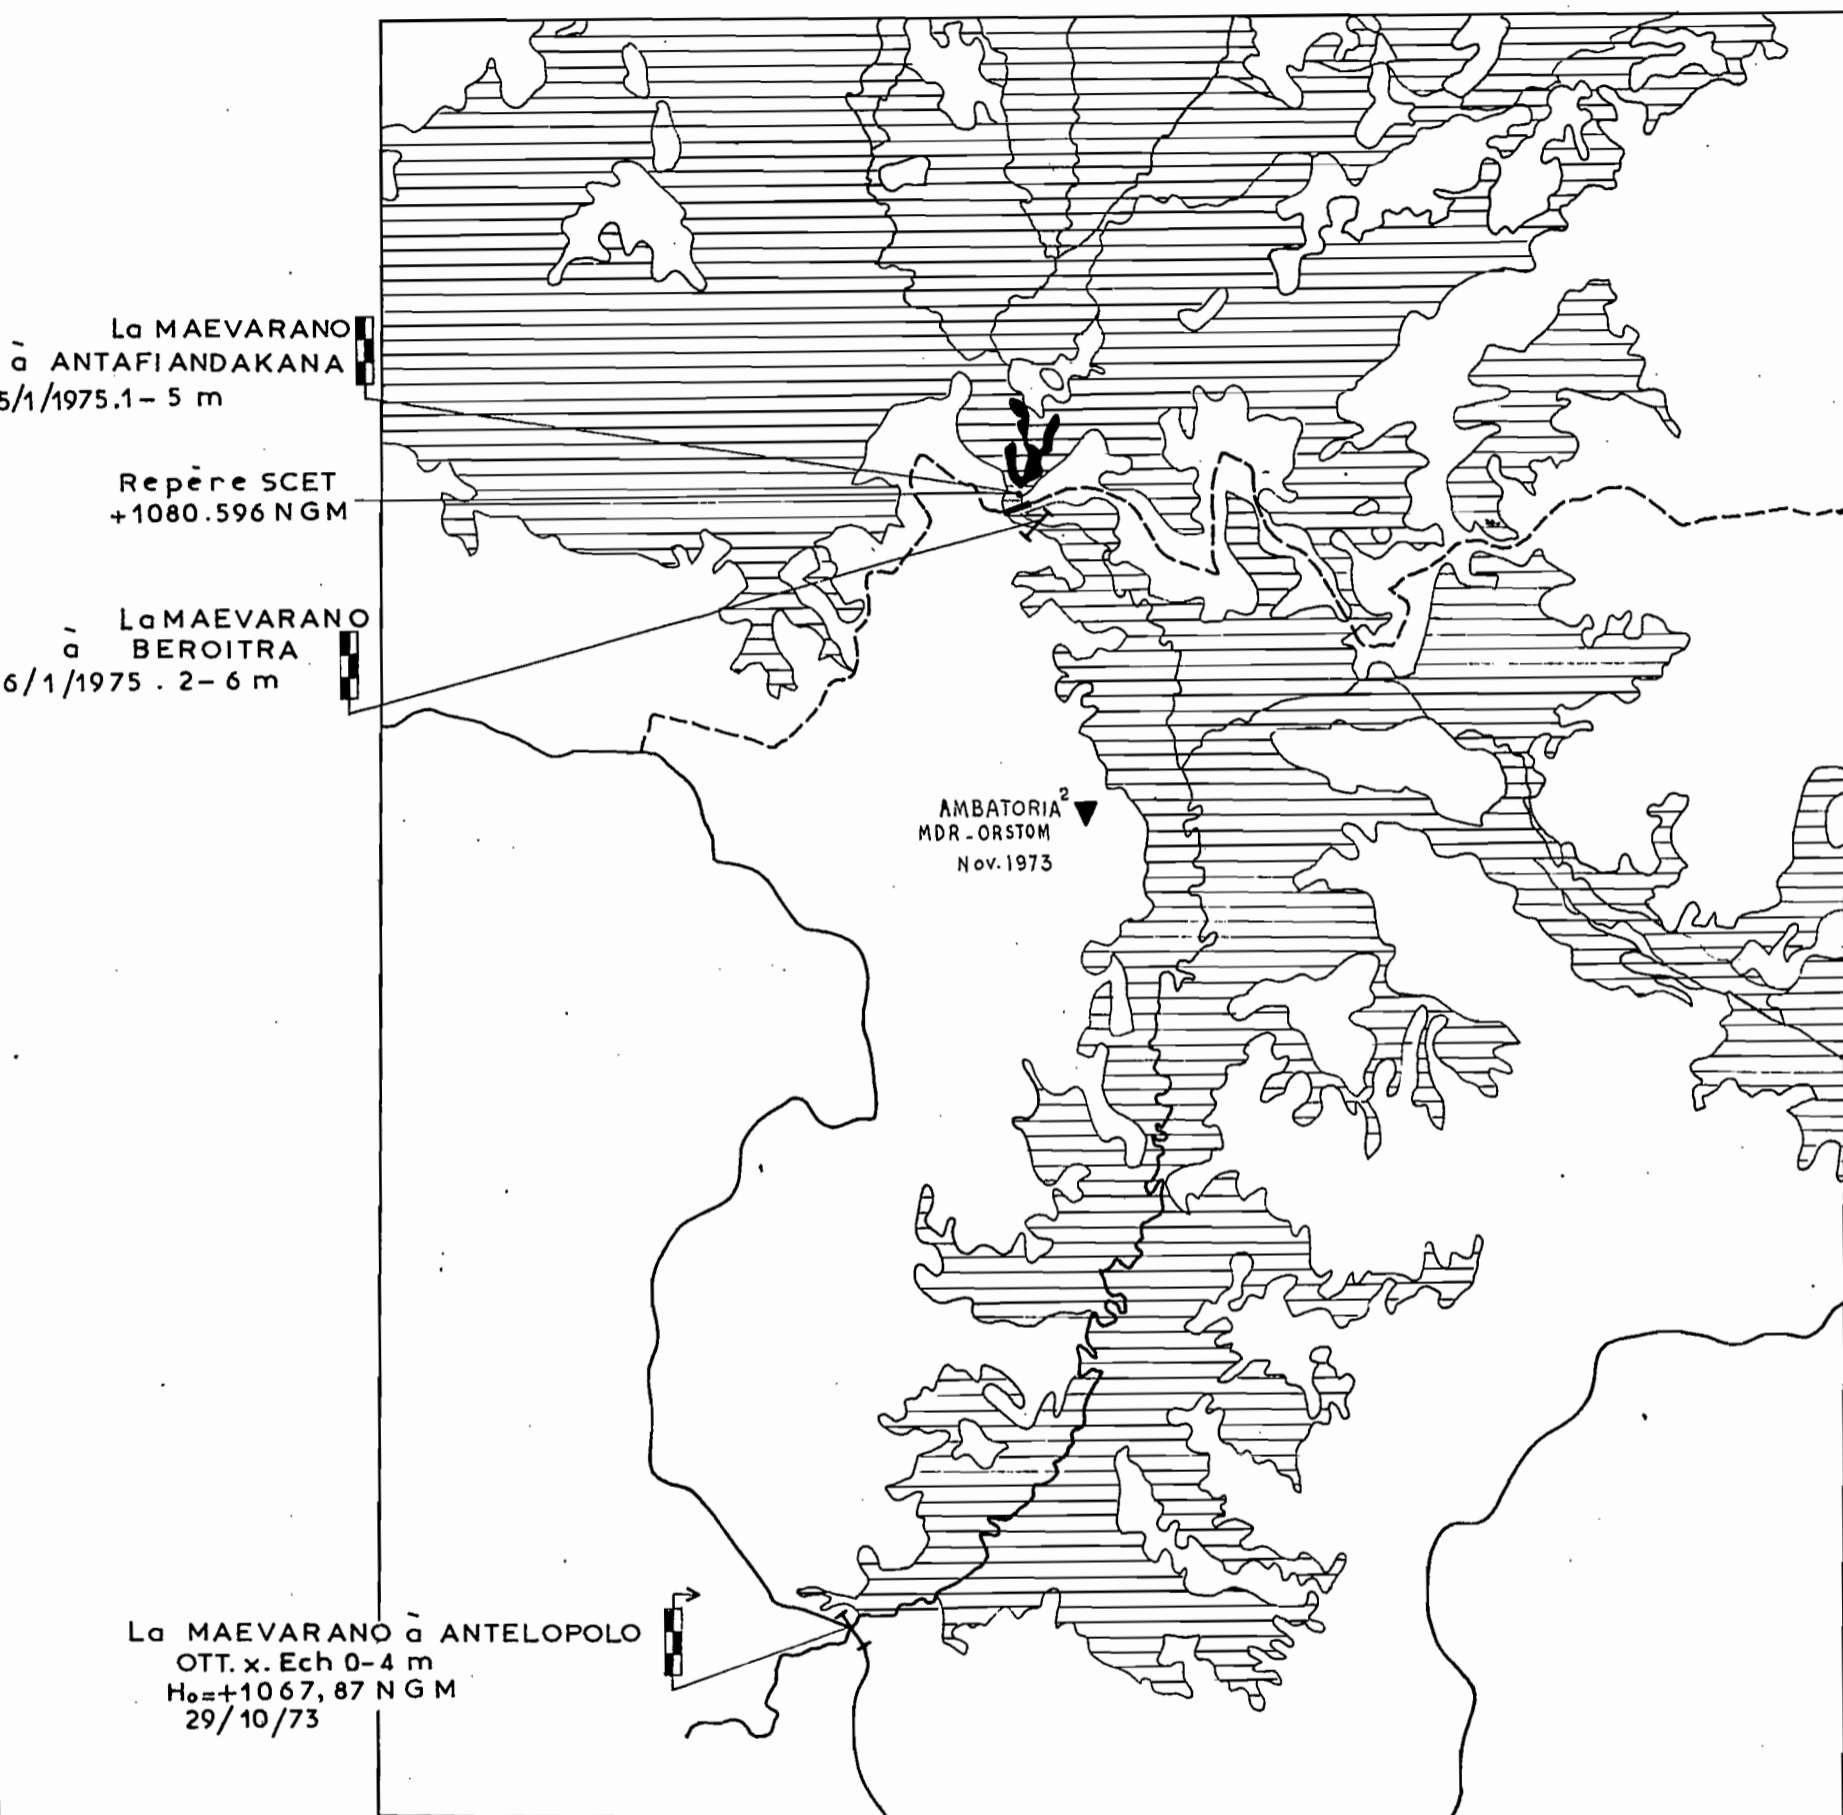 La MAEVARANO
à ANTAFIANDAKANA
5/1/1975.1– 5 m
Repère SCET
+1080.596 NGM
La MAEVARANO
à BEROITRA
6/1/1975 . 2– 6 m
AMBATORIA 2
MDR - ORSTOM
Nov. 1973
La MAEVARANO à ANTELOPOLO
OTT. x. Ech 0–4 m
Ho=+1067, 87 N G M
29/10/73